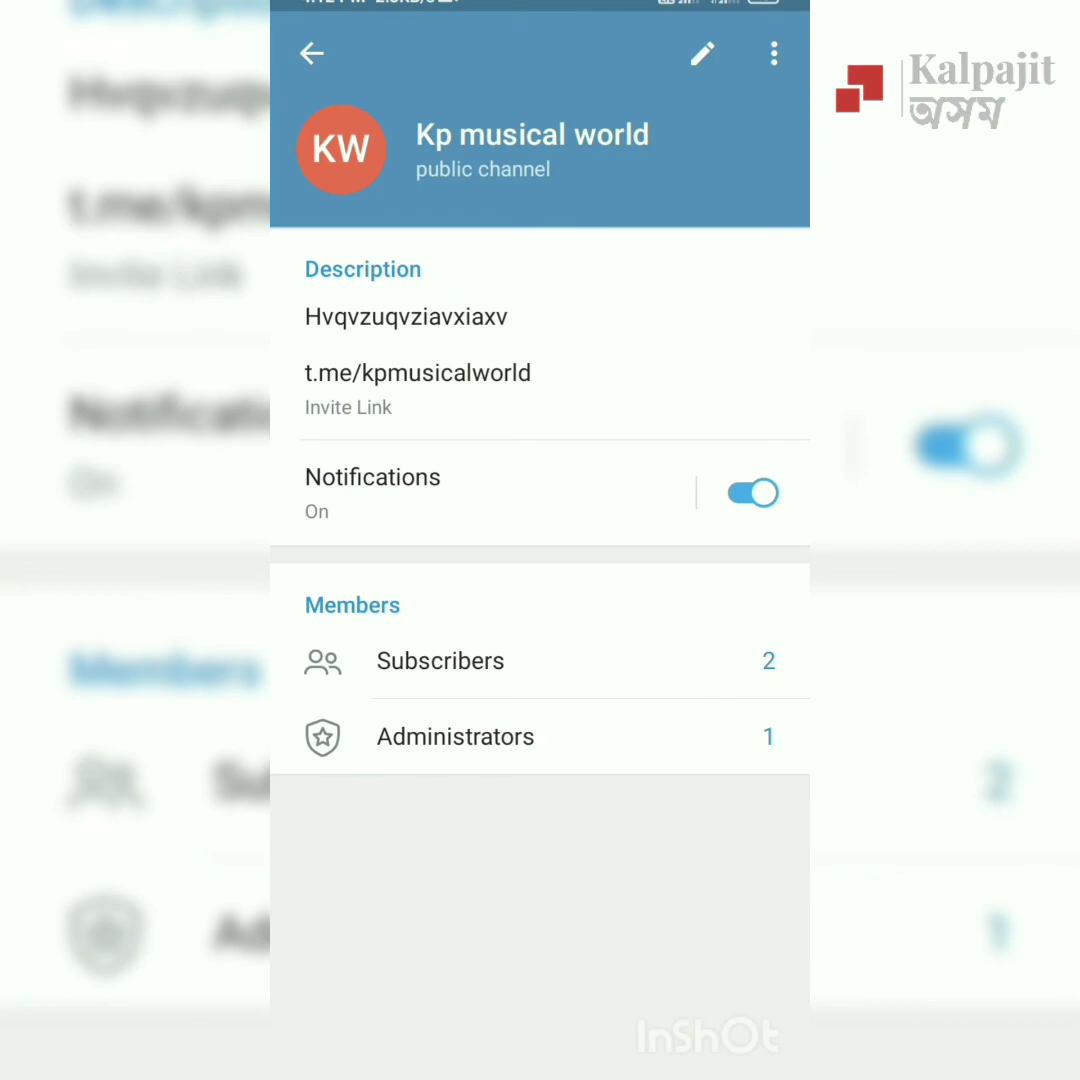 Kalpajit
অসম
KW
Kp musical world
public channel
Description
Hvqvzuqvziavxiaxv
t.me/kpmusicalworld
Invite Link
Notifications
On
Members
Subscribers 2
Administrators 1
InShOt